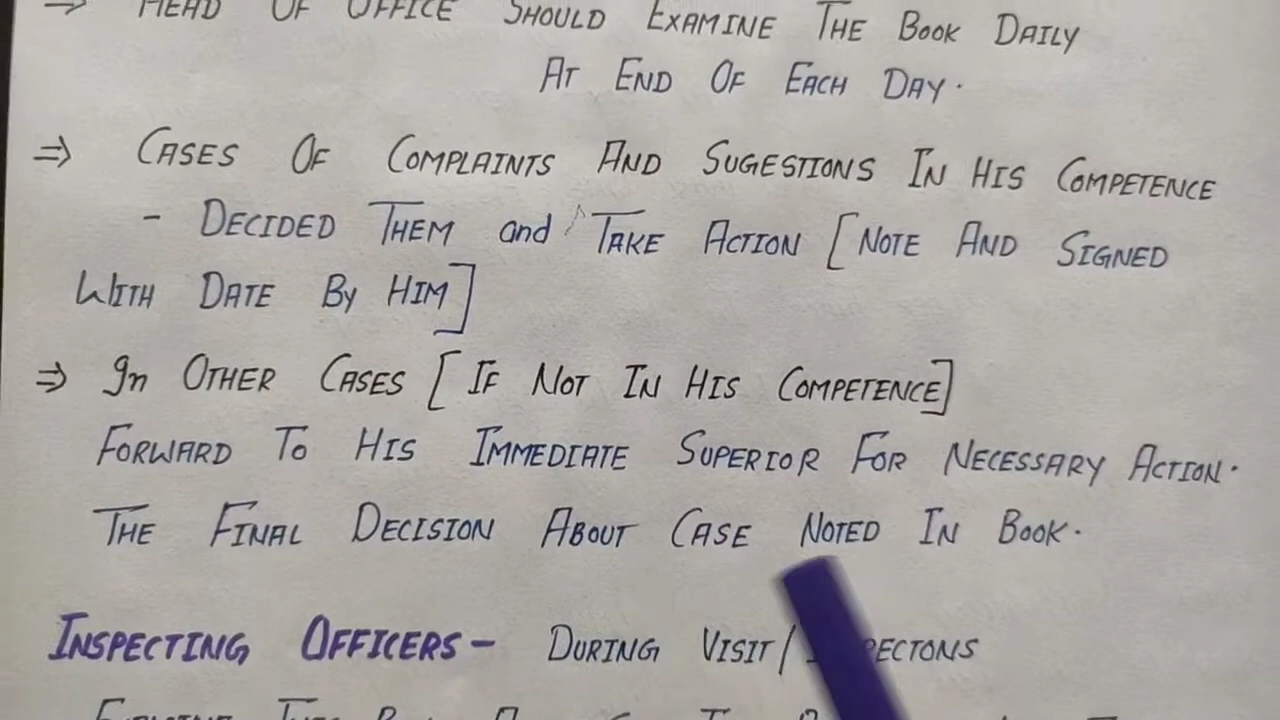 ⇒ HEAD OF OFFICE SHOULD EXAMINE THE BOOK DAILY
AT END OF EACH DAY.
⇒ CASES OF COMPLAINTS AND SUGESTIONS IN HIS COMPETENCE
- DECIDED THEM and TAKE ACTION [NOTE AND SIGNED
WITH DATE BY HIM]
⇒ In OTHER CASES [IF NOT IN HIS COMPETENCE]
FORWARD TO HIS IMMEDIATE SUPERIOR FOR NECESSARY ACTION.
THE FINAL DECISION ABOUT CASE NOTED IN BOOK.
INSPECTING OFFICERS - DURING VISIT/